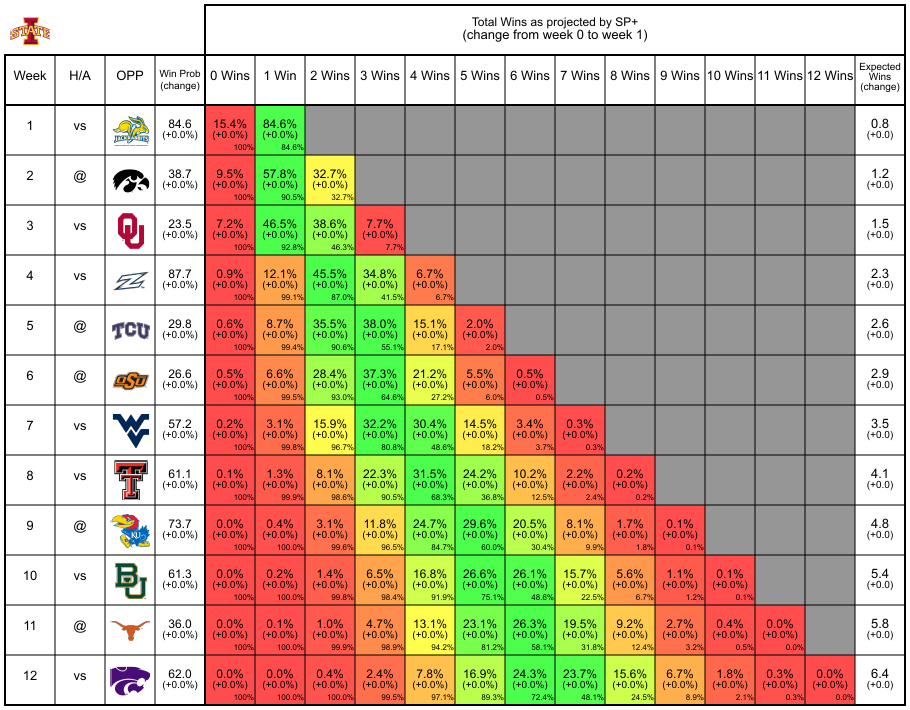 STATE
Total Wins as projected by SP+
(change from week 0 to week 1)
Week H/A OPP Win Prob (change) 0 Wins 1 Win 2 Wins 3 Wins 4 Wins 5 Wins 6 Wins 7 Wins 8 Wins 9 Wins 10 Wins 11 Wins 12 Wins Expected Wins (change)
1 vs JACKRABBITS 84.6 15.4% 84.6% 0.8
(+0.0%) (+0.0%) (+0.0%) (+0.0)
100% 84.6%
2 @ 38.7 9.5% 57.8% 32.7% 1.2
(+0.0%) (+0.0%) (+0.0%) (+0.0%) (+0.0)
100% 90.5% 32.7%
3 vs OU 23.5 7.2% 46.5% 38.6% 7.7% 1.5
(+0.0%) (+0.0%) (+0.0%) (+0.0%) (+0.0%) (+0.0)
100% 92.8% 46.3% 7.7%
4 vs Z 87.7 0.9% 12.1% 45.5% 34.8% 6.7% 2.3
(+0.0%) (+0.0%) (+0.0%) (+0.0%) (+0.0%) (+0.0%) (+0.0)
100% 99.1% 87.0% 41.5% 6.7%
5 @ TCU 29.8 0.6% 8.7% 35.5% 38.0% 15.1% 2.0% 2.6
(+0.0%) (+0.0%) (+0.0%) (+0.0%) (+0.0%) (+0.0%) (+0.0%) (+0.0)
100% 99.4% 90.6% 55.1% 17.1% 2.0%
6 @ OSU 26.6 0.5% 6.6% 28.4% 37.3% 21.2% 5.5% 0.5% 2.9
(+0.0%) (+0.0%) (+0.0%) (+0.0%) (+0.0%) (+0.0%) (+0.0%) (+0.0%) (+0.0)
100% 99.5% 93.0% 64.6% 27.2% 6.0% 0.5%
7 vs WV 57.2 0.2% 3.1% 15.9% 32.2% 30.4% 14.5% 3.4% 0.3% 3.5
(+0.0%) (+0.0%) (+0.0%) (+0.0%) (+0.0%) (+0.0%) (+0.0%) (+0.0%) (+0.0%) (+0.0)
100% 99.8% 96.7% 80.8% 48.6% 18.2% 3.7% 0.3%
8 vs T 61.1 0.1% 1.3% 8.1% 22.3% 31.5% 24.2% 10.2% 2.2% 0.2% 4.1
(+0.0%) (+0.0%) (+0.0%) (+0.0%) (+0.0%) (+0.0%) (+0.0%) (+0.0%) (+0.0%) (+0.0%) (+0.0)
100% 99.9% 98.6% 90.5% 68.3% 36.8% 12.5% 2.4% 0.2%
9 @ KU 73.7 0.0% 0.4% 3.1% 11.8% 24.7% 29.6% 20.5% 8.1% 1.7% 0.1% 4.8
(+0.0%) (+0.0%) (+0.0%) (+0.0%) (+0.0%) (+0.0%) (+0.0%) (+0.0%) (+0.0%) (+0.0%) (+0.0%) (+0.0)
100% 100.0% 99.6% 96.5% 84.7% 60.0% 30.4% 9.9% 1.8% 0.1%
10 vs BU 61.3 0.0% 0.2% 1.4% 6.5% 16.8% 26.6% 26.1% 15.7% 5.6% 1.1% 0.1% 5.4
(+0.0%) (+0.0%) (+0.0%) (+0.0%) (+0.0%) (+0.0%) (+0.0%) (+0.0%) (+0.0%) (+0.0%) (+0.0%) (+0.0%) (+0.0)
100% 100.0% 99.8% 98.4% 91.9% 75.1% 48.6% 22.5% 6.7% 1.2% 0.1%
11 @ 36.0 0.0% 0.1% 1.0% 4.7% 13.1% 23.1% 26.3% 19.5% 9.2% 2.7% 0.4% 0.0% 5.8
(+0.0%) (+0.0%) (+0.0%) (+0.0%) (+0.0%) (+0.0%) (+0.0%) (+0.0%) (+0.0%) (+0.0%) (+0.0%) (+0.0%) (+0.0%) (+0.0)
100% 100.0% 99.9% 98.9% 94.2% 81.2% 58.1% 31.8% 12.4% 3.2% 0.5% 0.0%
12 vs 62.0 0.0% 0.0% 0.4% 2.4% 7.8% 16.9% 24.3% 23.7% 15.6% 6.7% 1.8% 0.3% 0.0% 6.4
(+0.0%) (+0.0%) (+0.0%) (+0.0%) (+0.0%) (+0.0%) (+0.0%) (+0.0%) (+0.0%) (+0.0%) (+0.0%) (+0.0%) (+0.0%) (+0.0%) (+0.0)
100% 100.0% 100.0% 99.5% 97.1% 89.3% 72.4% 48.1% 24.5% 8.9% 2.1% 0.3% 0.0%